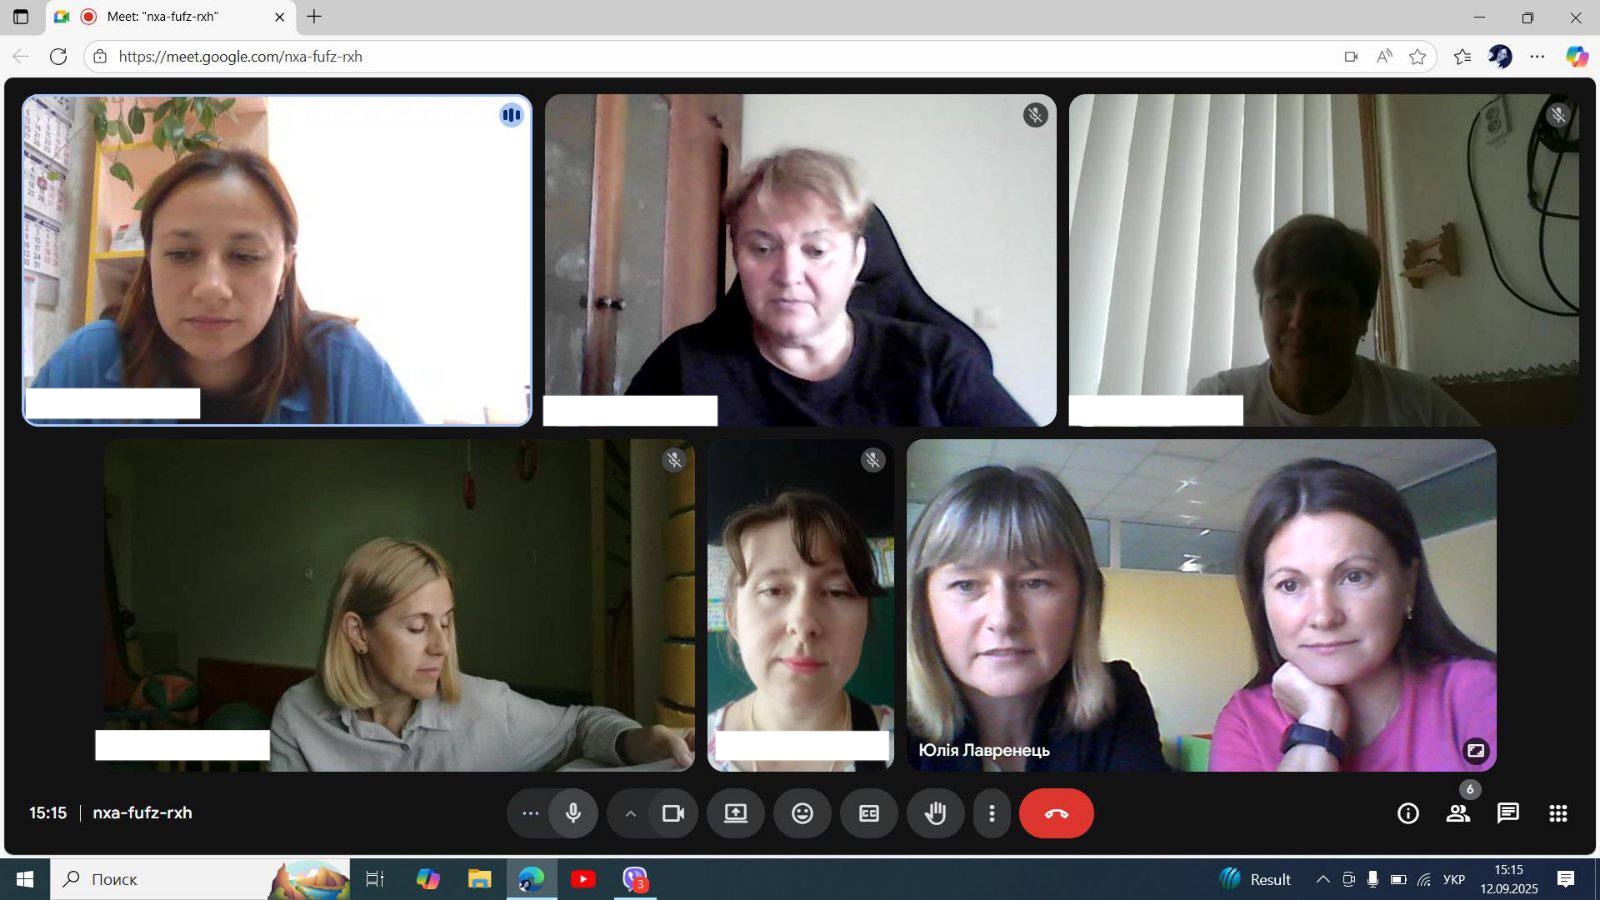 Meet: "nxa-fufz-rxh"
https://meet.google.com/nxa-fufz-rxh
Юлія Лавренець
15:15 | nxa-fufz-rxh
6
Поиск
3
Result
УКР
15:15
12.09.2025